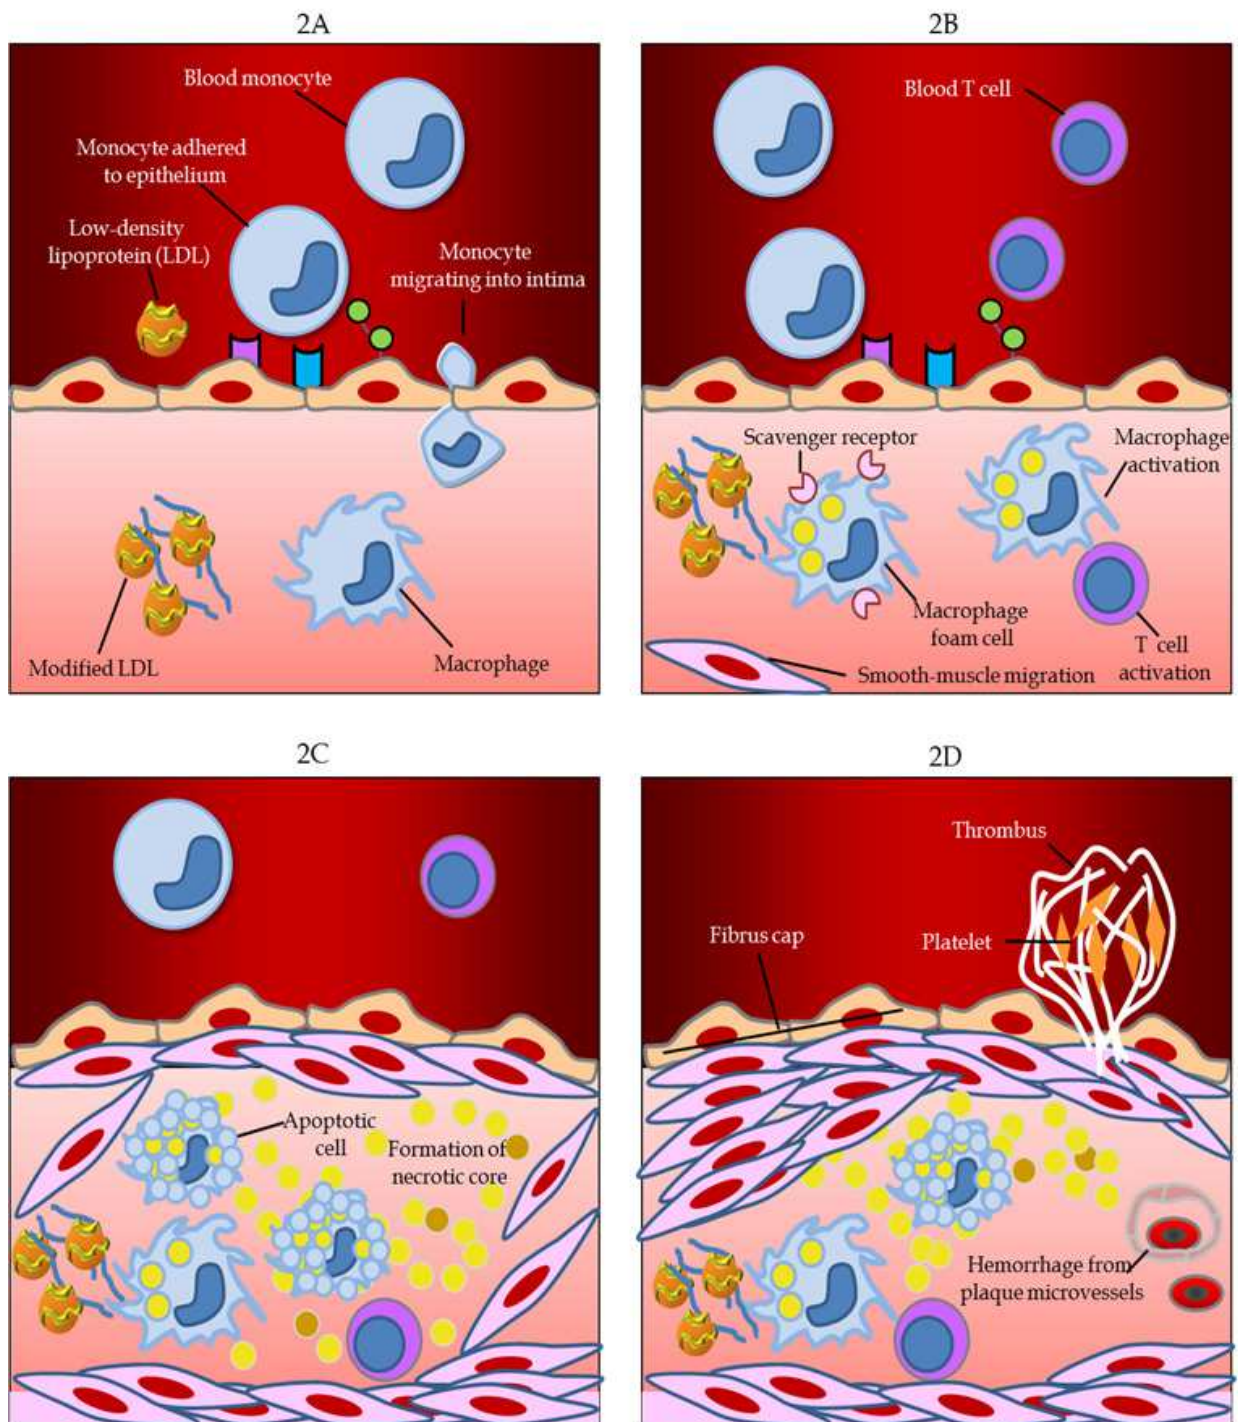 2A
Blood monocyte
Monocyte adhered
to epithelium
Low-density
lipoprotein (LDL)
Monocyte
migrating into intima
Modified LDL
Macrophage
2B
Blood T cell
Scavenger receptor
Macrophage
activation
Macrophage
foam cell
T cell
activation
Smooth-muscle migration
2C
Apoptotic
cell
Formation of
necrotic core
2D
Thrombus
Fibrus cap
Platelet
Hemorrhage from
plaque microvessels